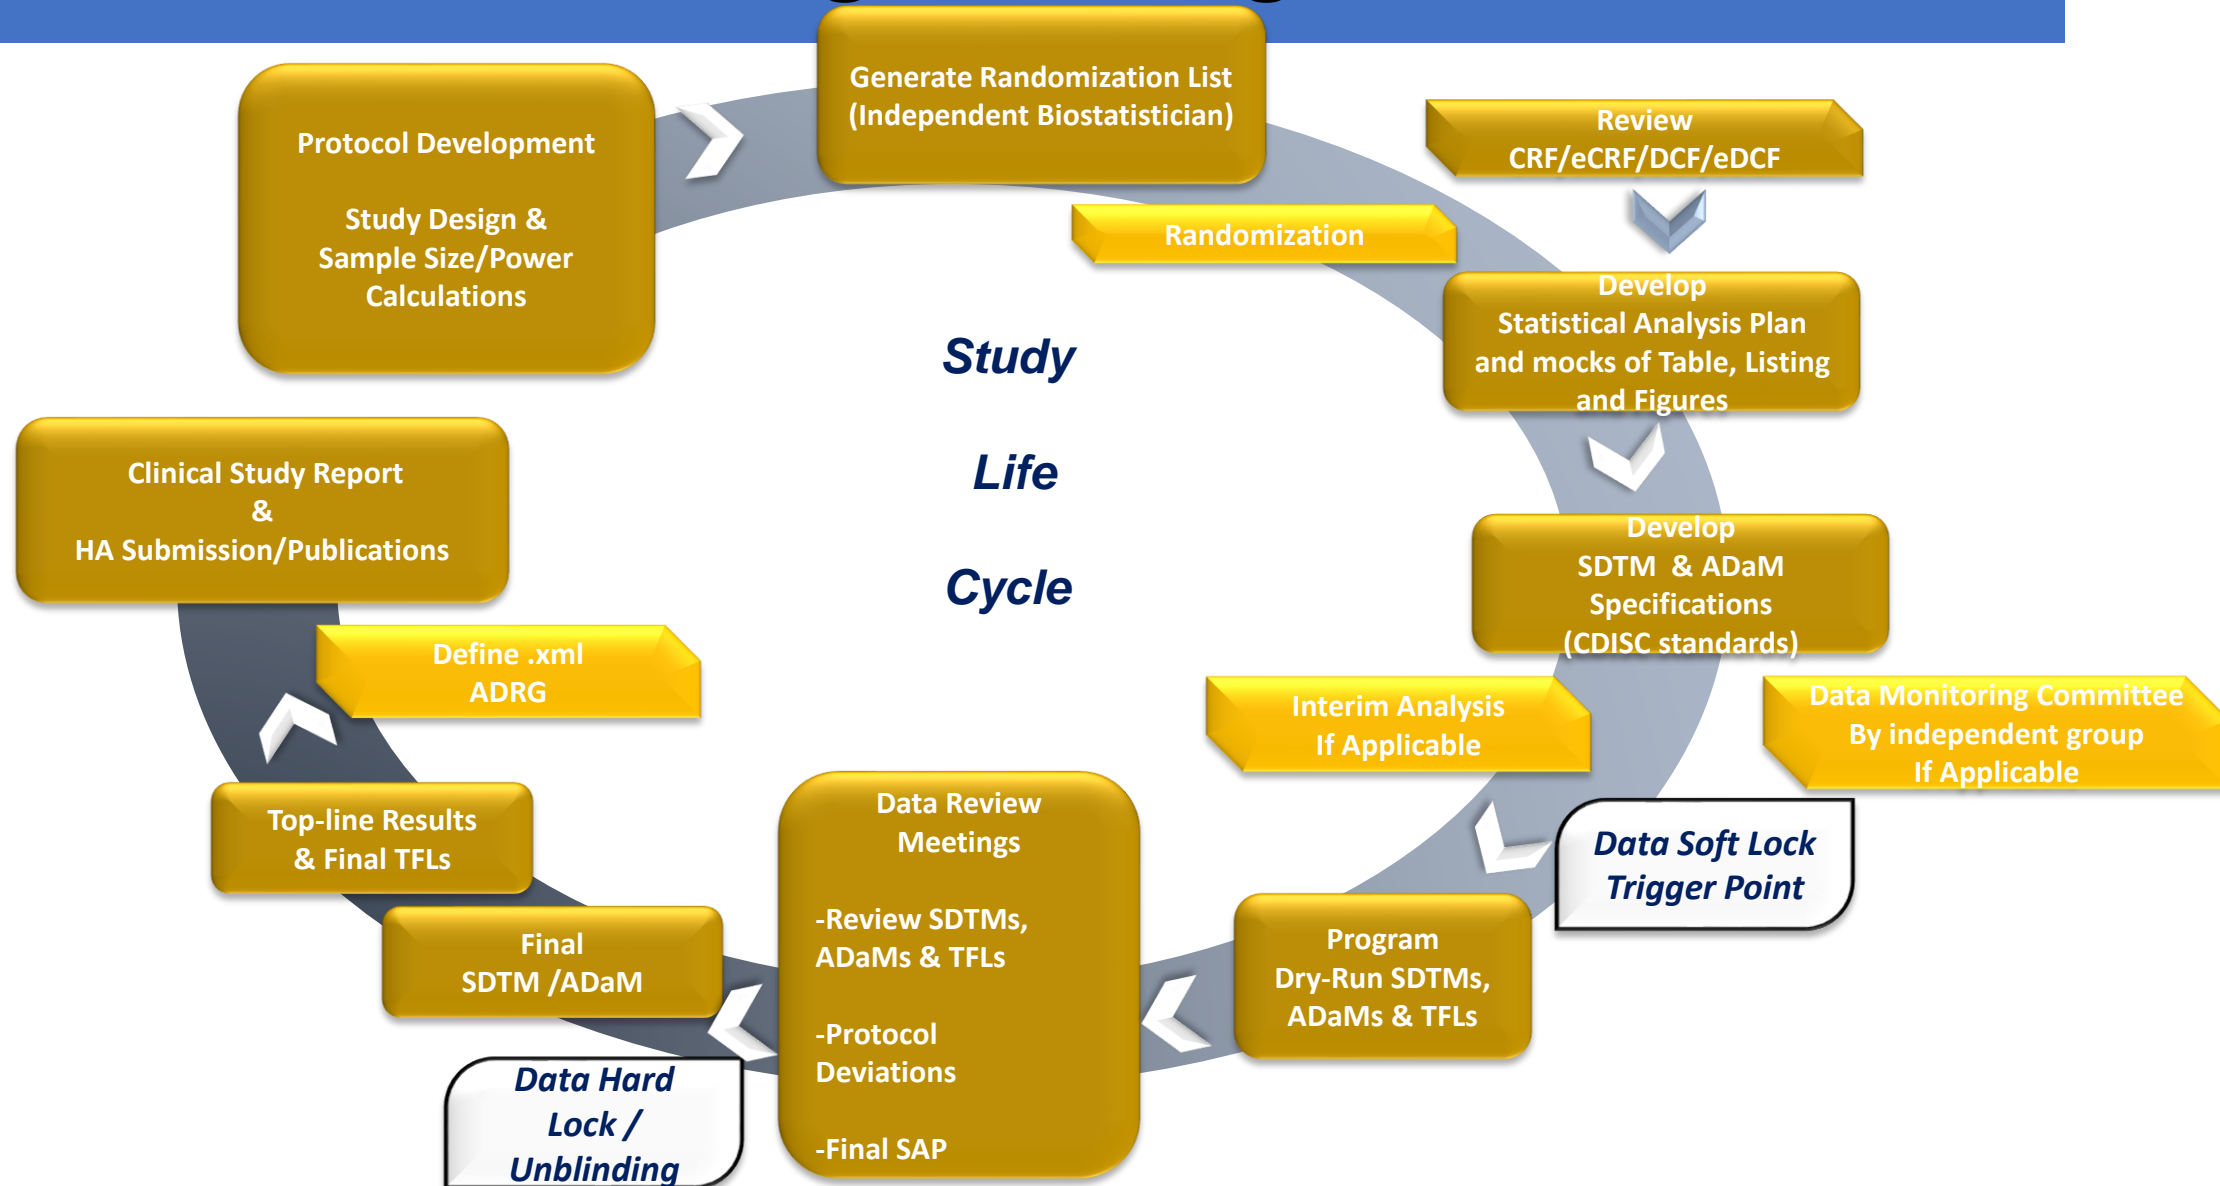 Protocol Development
Study Design &
Sample Size/Power
Calculations
Generate Randomization List
(Independent Biostatistician)
Randomization
Review
CRF/eCRF/DCF/eDCF
Develop
Statistical Analysis Plan
and mocks of Table, Listing
and Figures
Develop
SDTM & ADaM
Specifications
(CDISC standards)
Interim Analysis
If Applicable
Data Monitoring Committee
By independent group
If Applicable
Data Soft Lock
Trigger Point
Program
Dry-Run SDTMs,
ADaMs & TFLs
Data Review
Meetings
-Review SDTMs,
ADaMs & TFLs
-Protocol
Deviations
-Final SAP
Data Hard
Lock /
Unblinding
Final
SDTM /ADaM
Top-line Results
& Final TFLs
Define .xml
ADRG
Clinical Study Report
&
HA Submission/Publications
Study
Life
Cycle